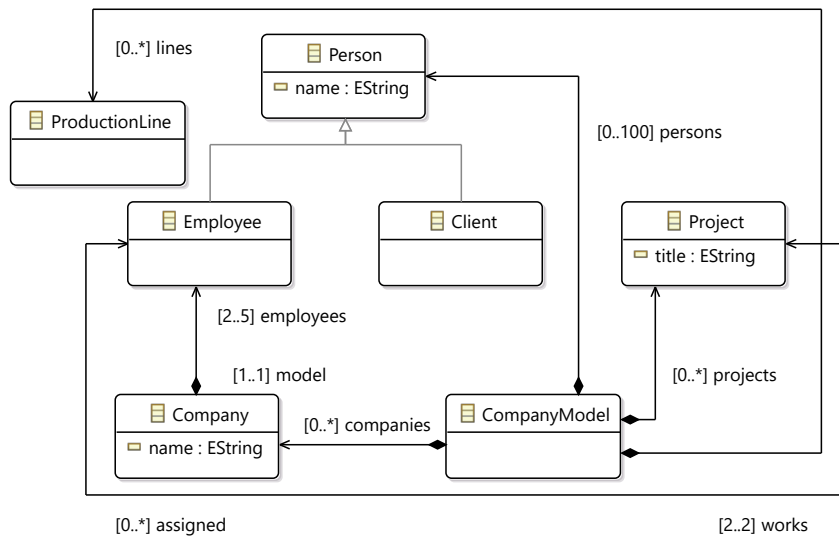 [0..*] lines
Person
name : EString
ProductionLine
[0..100] persons
Employee
Client
Project
title : EString
[2..5] employees
[1..1] model
[0..*] projects
Company
name : EString
[0..*] companies
CompanyModel
[0..*] assigned
[2..2] works